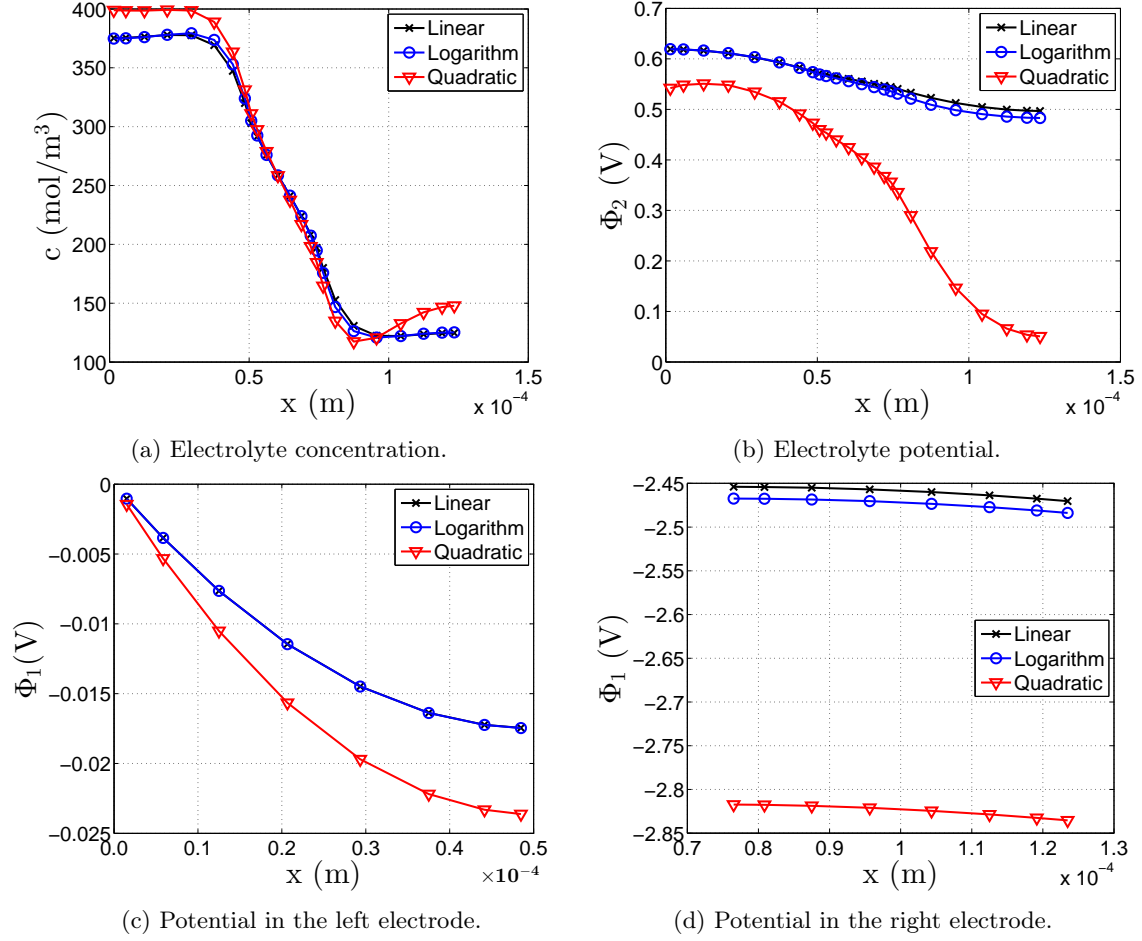 400
350
300
250
200
150
100
c (mol/m³)
0
0.5
1
1.5
x 10⁻⁴
x (m)
Linear
Logarithm
Quadratic
(a) Electrolyte concentration.
0.7
0.6
0.5
0.4
0.3
0.2
0.1
0
Φ₂ (V)
0
0.5
1
1.5
x 10⁻⁴
x (m)
Linear
Logarithm
Quadratic
(b) Electrolyte potential.
0
−0.005
−0.01
−0.015
−0.02
−0.025
Φ₁(V)
0.0
0.1
0.2
0.3
0.4
0.5
×10⁻⁴
x (m)
Linear
Logarithm
Quadratic
(c) Potential in the left electrode.
−2.45
−2.5
−2.55
−2.6
−2.65
−2.7
−2.75
−2.8
−2.85
Φ₁ (V)
0.7
0.8
0.9
1
1.1
1.2
1.3
x 10⁻⁴
x (m)
Linear
Logarithm
Quadratic
(d) Potential in the right electrode.